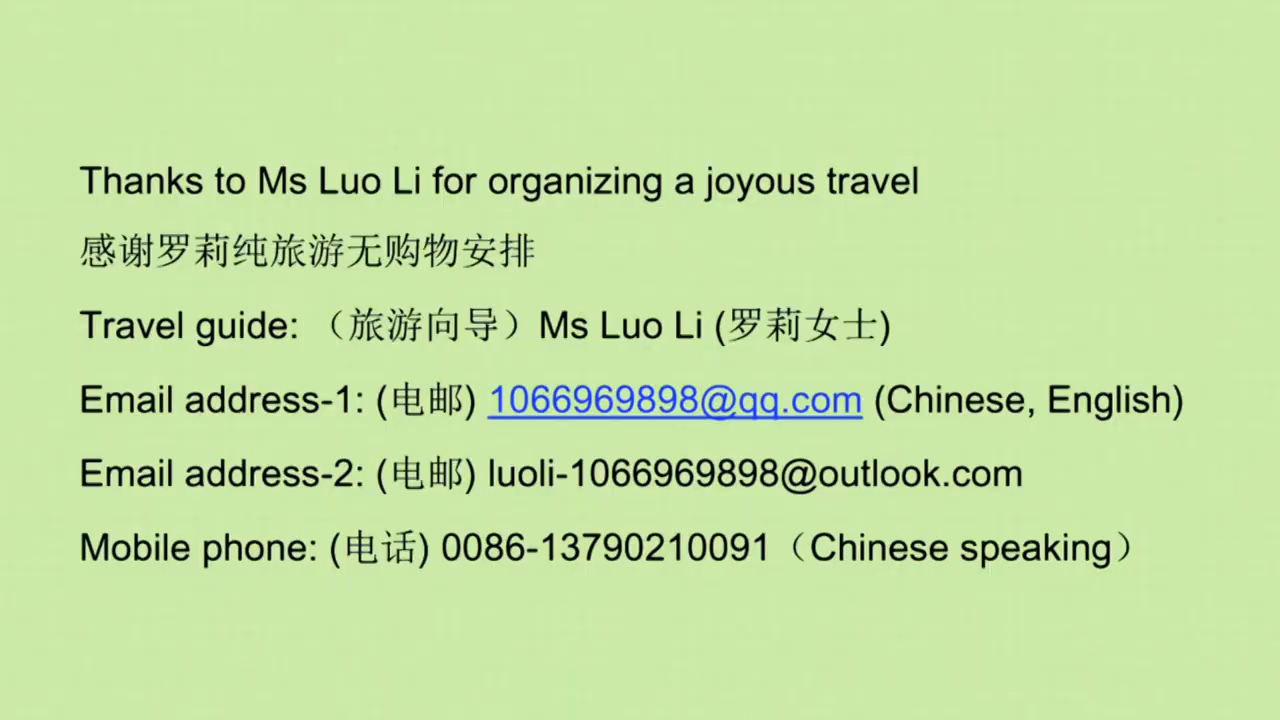 Thanks to Ms Luo Li for organizing a joyous travel
感谢罗莉纯旅游无购物安排
Travel guide: （旅游向导）Ms Luo Li (罗莉女士)
Email address-1: (电邮) 1066969898@qq.com (Chinese, English)
Email address-2: (电邮) luoli-1066969898@outlook.com
Mobile phone: (电话) 0086-13790210091（Chinese speaking）